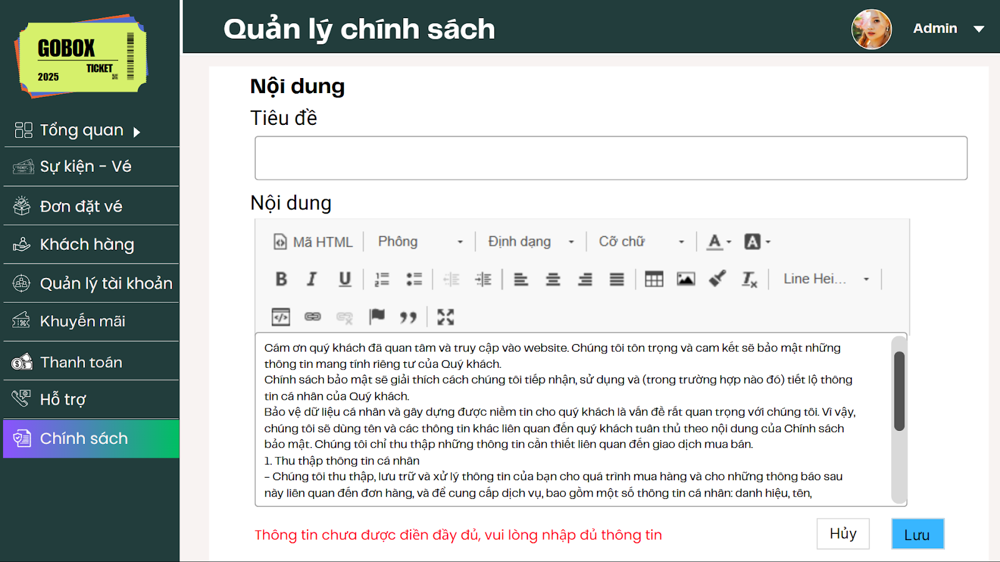 GOBOX
TICKET
2025
Tổng quan
Sự kiện - Vé
Đơn đặt vé
Khách hàng
Quản lý tài khoản
Khuyến mãi
Thanh toán
Hỗ trợ
Chính sách
Quản lý chính sách
Admin
Nội dung
Tiêu đề
Nội dung
Mã HTML Phông Định dạng Cỡ chữ A A
B I U Line Hei...
Cám ơn quý khách đã quan tâm và truy cập vào website. Chúng tôi tôn trọng và cam kết sẽ bảo mật những
thông tin mang tính riêng tư của Quý khách.
Chính sách bảo mật sẽ giải thích cách chúng tôi tiếp nhận, sử dụng và (trong trường hợp nào đó) tiết lộ thông
tin cá nhân của Quý khách.
Bảo vệ dữ liệu cá nhân và gây dựng được niềm tin cho quý khách là vấn đề rất quan trọng với chúng tôi. Vì vậy,
chúng tôi sẽ dùng tên và các thông tin khác liên quan đến quý khách tuân thủ theo nội dung của Chính sách
bảo mật. Chúng tôi chỉ thu thập những thông tin cần thiết liên quan đến giao dịch mua bán.
1. Thu thập thông tin cá nhân
- Chúng tôi thu thập, lưu trữ và xử lý thông tin của bạn cho quá trình mua hàng và cho những thông báo sau
này liên quan đến đơn hàng, và để cung cấp dịch vụ, bao gồm một số thông tin cá nhân: danh hiệu, tên,
Thông tin chưa được điền đầy đủ, vui lòng nhập đủ thông tin
Hủy
Lưu